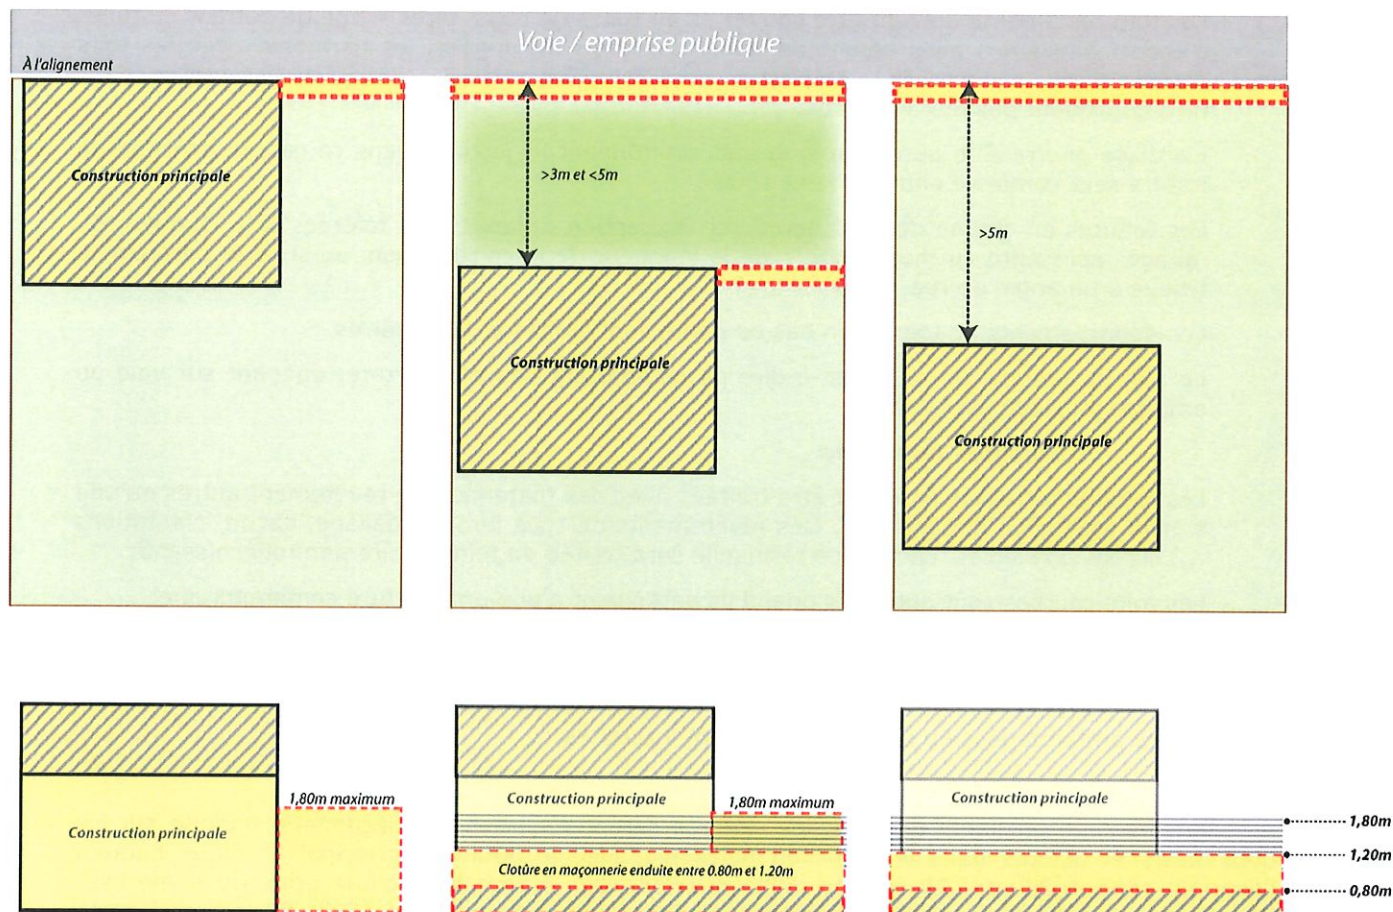 Voie / emprise publique
À l'alignement
Construction principale
>3m et <5m
>5m
Construction principale
Construction principale
1,80m maximum
Construction principale
Construction principale
1,80m maximum
Clotûre en maçonnerie enduite entre 0.80m et 1.20m
Construction principale
1,80m
1,20m
0,80m